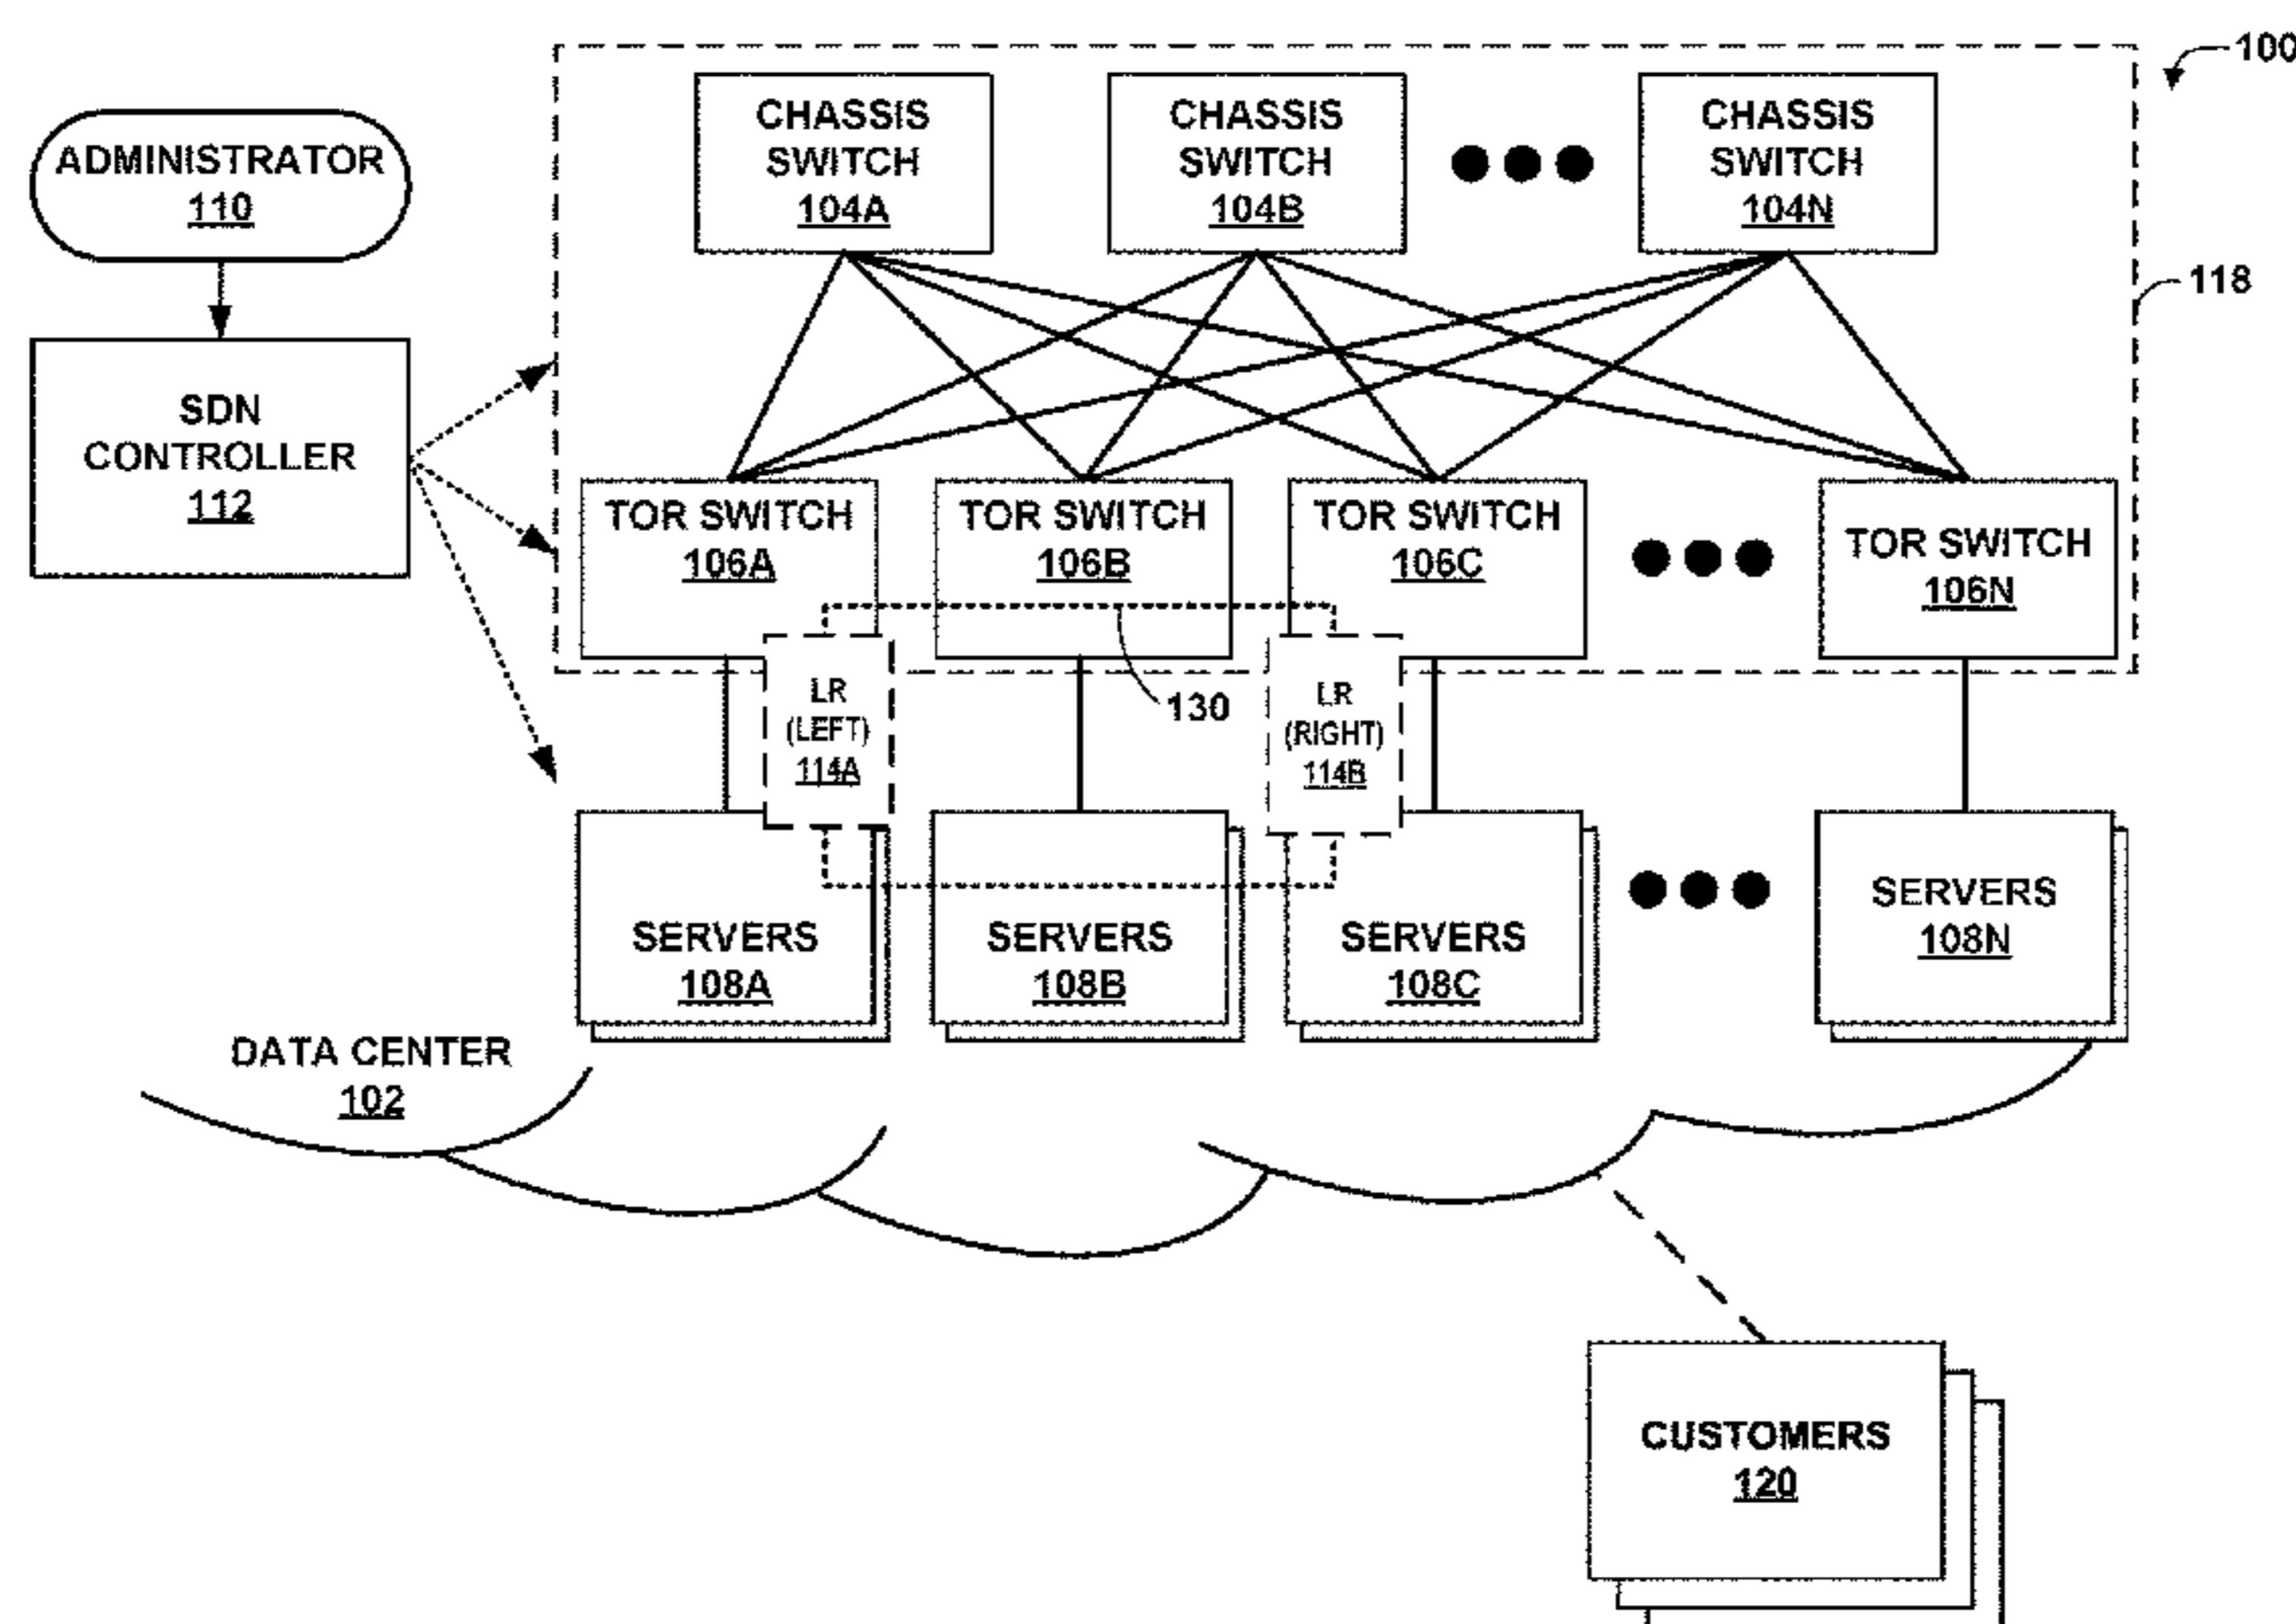 100
CHASSIS
SWITCH
104A
CHASSIS
SWITCH
104B
CHASSIS
SWITCH
104N
ADMINISTRATOR
110
118
SDN
CONTROLLER
112
TOR SWITCH
106A
TOR SWITCH
106B
TOR SWITCH
106C
TOR SWITCH
106N
LR
(LEFT)
114A
130
LR
(RIGHT)
114B
SERVERS
108A
SERVERS
108B
SERVERS
108C
SERVERS
108N
DATA CENTER
102
CUSTOMERS
120